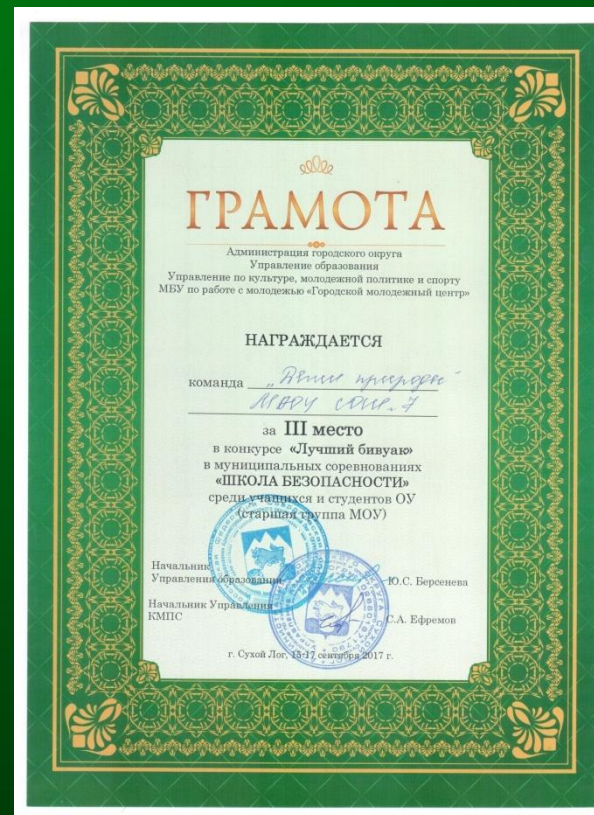 ГРАМОТА
Администрация городского округа
Управление образования
Управление по культуре, молодежной политике и спорту
МБУ по работе с молодежью «Городской молодежный центр»
НАГРАЖДАЕТСЯ
команда „Дети природы"
МАОУ СОШ №7
за III место
в конкурсе «Лучший бивуак»
в муниципальных соревнованиях
«ШКОЛА БЕЗОПАСНОСТИ»
среди учащихся и студентов ОУ
(старшая группа МОУ)
Начальник
Управления образования Ю.С. Берсенева
Начальник Управления
КМПС С.А. Ефремов
г. Сухой Лог, 15-17 сентября 2017 г.